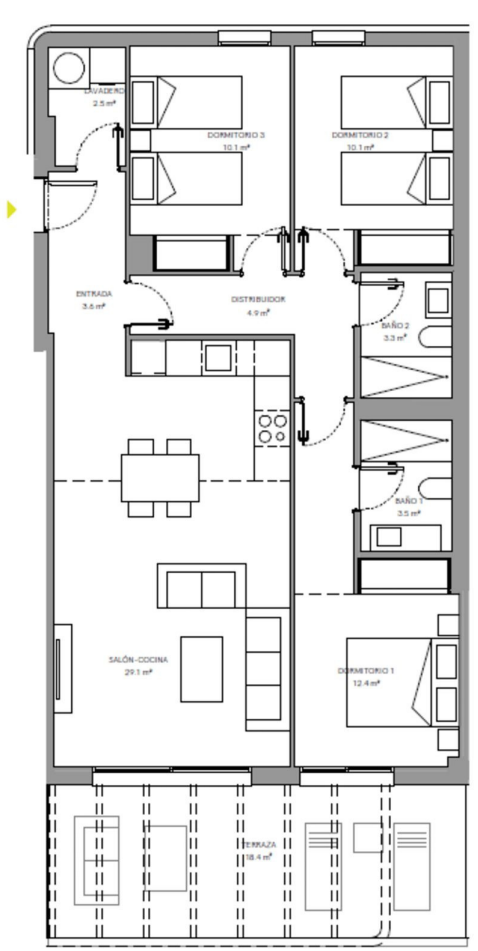 LAVADERO
2.5 m²
DORMITORIO 3
10.1 m²
DORMITORIO 2
10.1 m²
ENTRADA
3.6 m²
DISTRIBUIDOR
4.9 m²
BAÑO 2
3.3 m²
BAÑO 1
3.5 m²
SALÓN-COCINA
29.1 m²
DORMITORIO 1
12.4 m²
TERRAZA
18.4 m²